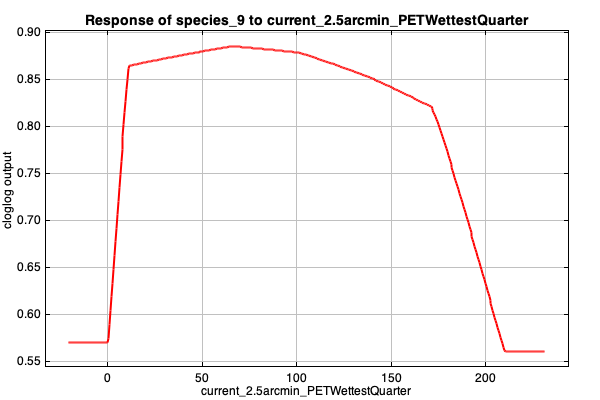 Response of species_9 to current_2.5arcmin_PETWettestQuarter
cloglog output
0.90
0.85
0.80
0.75
0.70
0.65
0.60
0.55
0 50 100 150 200
current_2.5arcmin_PETWettestQuarter